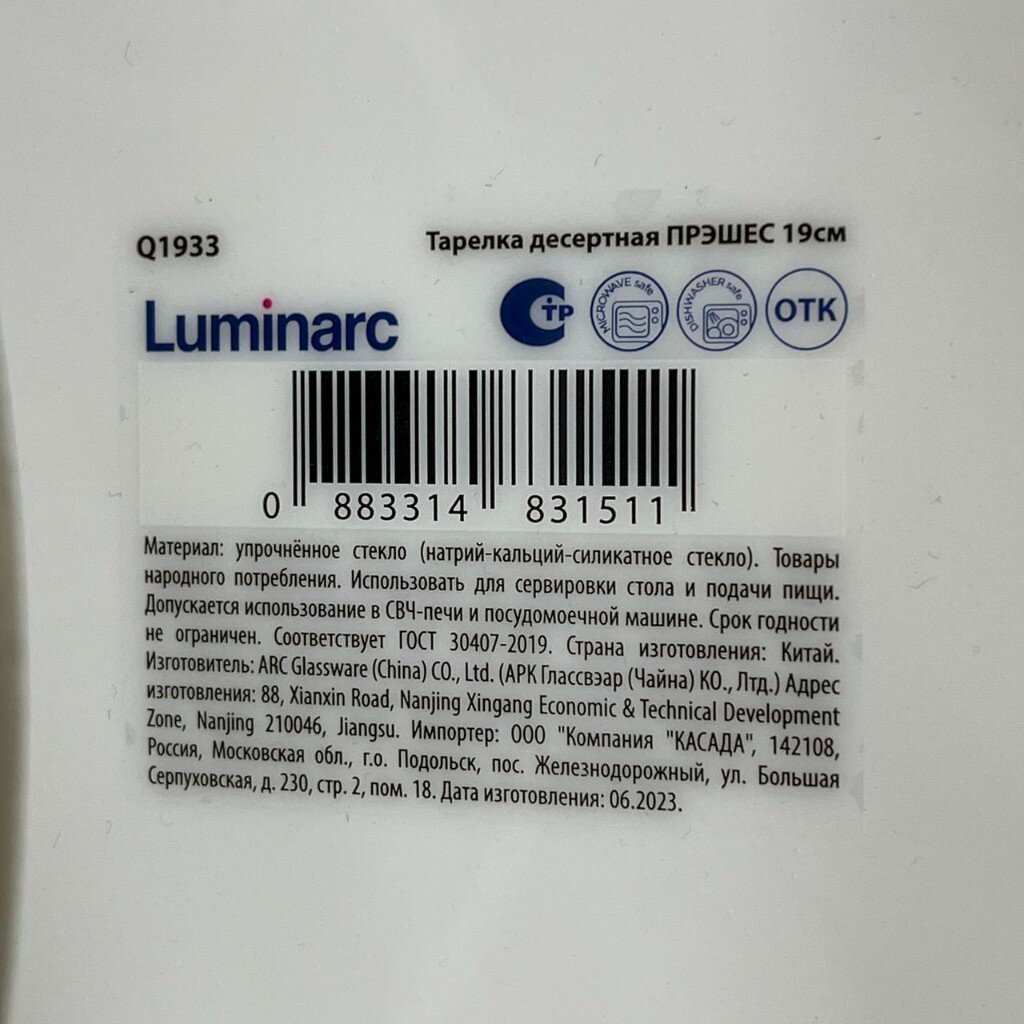 Q1933
Тарелка десертная ПРЭШЕС 19см
Luminarc
СТР
MICROWAVE safe
DISHWASHER safe
ОТК
0 883314 831511
Материал: упрочнённое стекло (натрий-кальций-силикатное стекло). Товары
народного потребления. Использовать для сервировки стола и подачи пищи.
Допускается использование в СВЧ-печи и посудомоечной машине. Срок годности
не ограничен. Соответствует ГОСТ 30407-2019. Страна изготовления: Китай.
Изготовитель: ARC Glassware (China) CO., Ltd. (АРК Глассвэар (Чайна) КО., Лтд.) Адрес
изготовления: 88, Xianxin Road, Nanjing Xingang Economic & Technical Development
Zone, Nanjing 210046, Jiangsu. Импортер: ООО "Компания "КАСАДА", 142108,
Россия, Московская обл., г.о. Подольск, пос. Железнодорожный, ул. Большая
Серпуховская, д. 230, стр. 2, пом. 18. Дата изготовления: 06.2023.